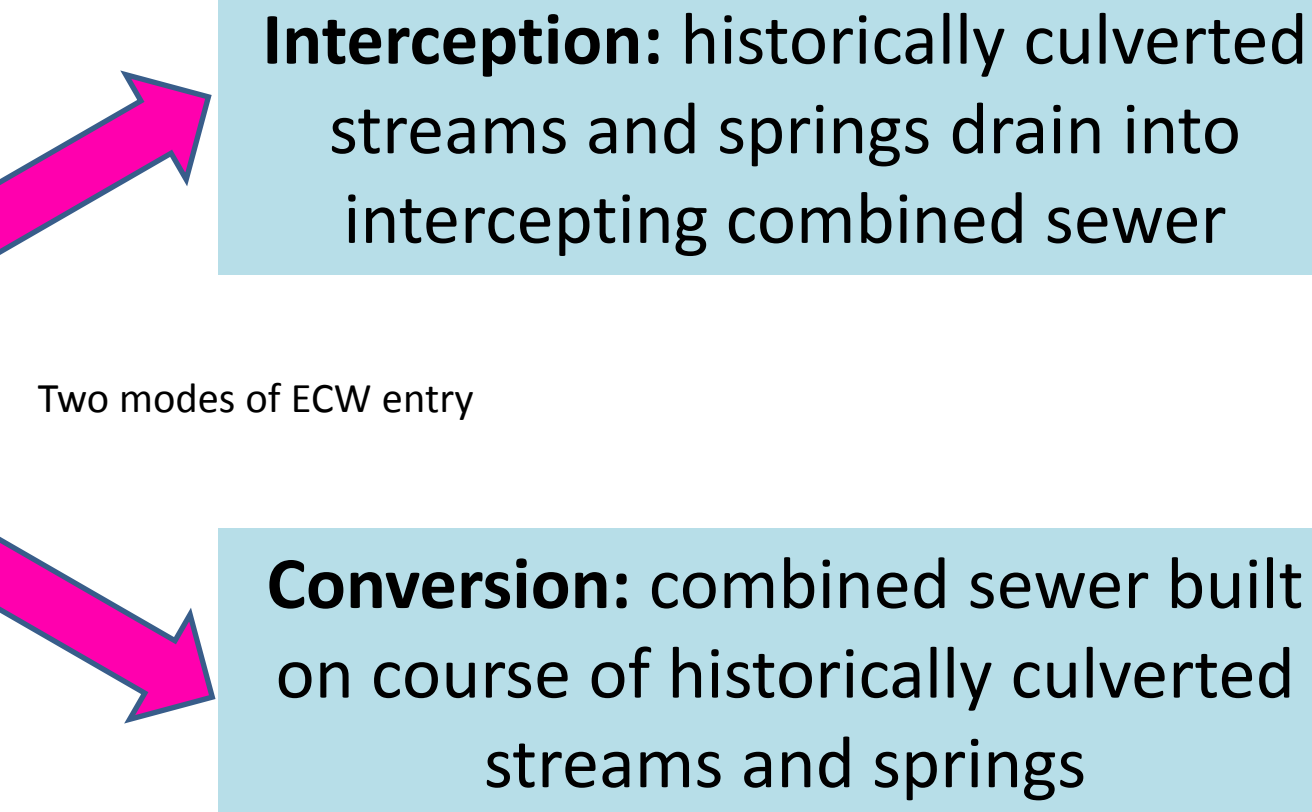 Interception: historically culverted
streams and springs drain into
intercepting combined sewer
Two modes of ECW entry
Conversion: combined sewer built
on course of historically culverted
streams and springs